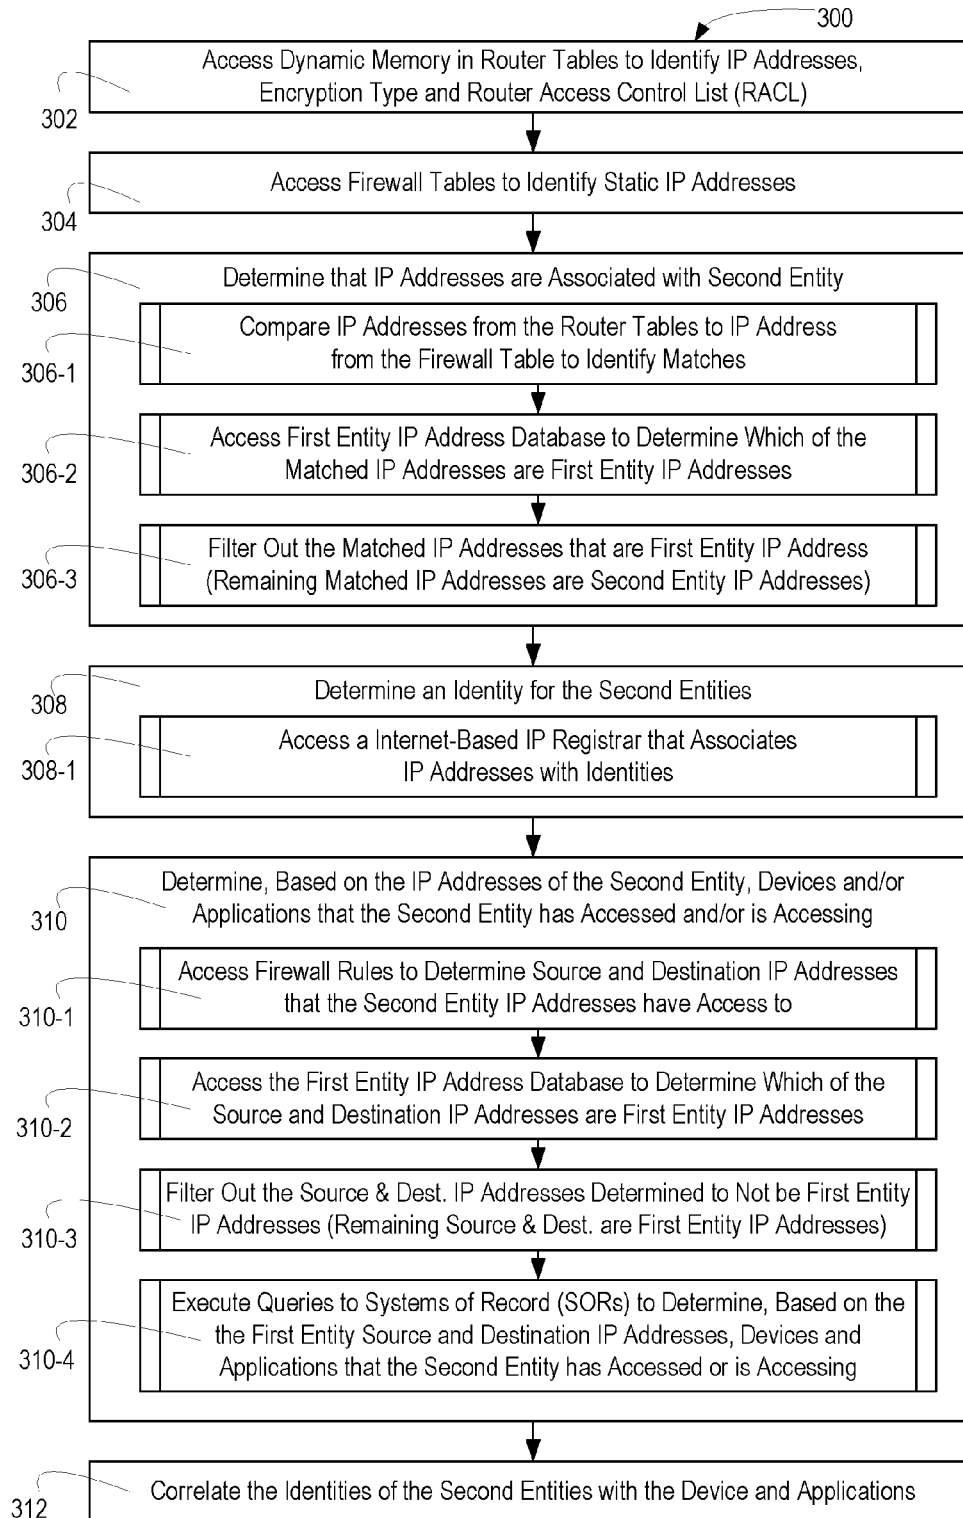 300
Access Dynamic Memory in Router Tables to Identify IP Addresses,
Encryption Type and Router Access Control List (RACL)
302
Access Firewall Tables to Identify Static IP Addresses
304
Determine that IP Addresses are Associated with Second Entity
306
Compare IP Addresses from the Router Tables to IP Address
from the Firewall Table to Identify Matches
306-1
Access First Entity IP Address Database to Determine Which of the
Matched IP Addresses are First Entity IP Addresses
306-2
Filter Out the Matched IP Addresses that are First Entity IP Address
(Remaining Matched IP Addresses are Second Entity IP Addresses)
306-3
Determine an Identity for the Second Entities
308
Access a Internet-Based IP Registrar that Associates
IP Addresses with Identities
308-1
Determine, Based on the IP Addresses of the Second Entity, Devices and/or
Applications that the Second Entity has Accessed and/or is Accessing
310
Access Firewall Rules to Determine Source and Destination IP Addresses
that the Second Entity IP Addresses have Access to
310-1
Access the First Entity IP Address Database to Determine Which of the
Source and Destination IP Addresses are First Entity IP Addresses
310-2
Filter Out the Source & Dest. IP Addresses Determined to Not be First Entity
IP Addresses (Remaining Source & Dest. are First Entity IP Addresses)
310-3
Execute Queries to Systems of Record (SORs) to Determine, Based on the
the First Entity Source and Destination IP Addresses, Devices and
Applications that the Second Entity has Accessed or is Accessing
310-4
Correlate the Identities of the Second Entities with the Device and Applications
312